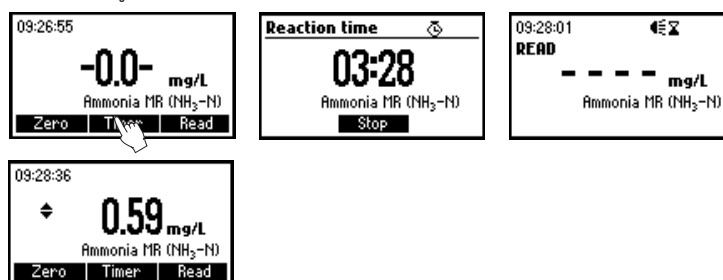 09:26:55
-0.0- mg/L
Ammonia MR (NH₃-N)
Zero Timer Read
Reaction time
03:28
Ammonia MR (NH₃-N)
Stop
09:28:01
READ
- - - - mg/L
Ammonia MR (NH₃-N)
09:28:36
0.59 mg/L
Ammonia MR (NH₃-N)
Zero Timer Read